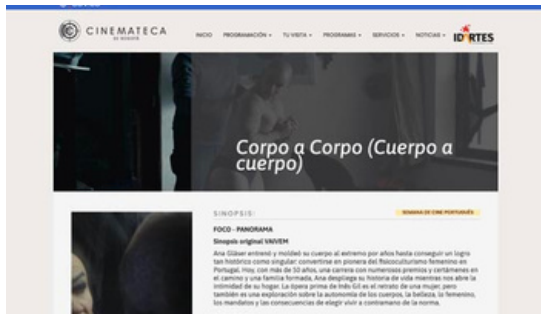 CINEMATECA
DE BOGOTÁ
INICIO PROGRAMACIÓN TU VISITA PROGRAMAS SERVICIOS NOTICIAS IDARTES
Corpo a Corpo (Cuerpo a
cuerpo)
SINOPSIS:
SEMANA DE CINE PORTUGUÉS
FOCO - PANORAMA
Sinopsis original VAIVEM
Ana Gläser entrenó y moldeó su cuerpo al extremo por años hasta conseguir un logro
tan histórico como singular: convertirse en pionera del fisicoculturismo femenino en
Portugal. Hoy, con más de 50 años, una carrera con numerosos premios y certámenes en
el camino y una familia formada, Ana despliega su historia de vida mientras nos abre la
intimidad de su hogar. La ópera prima de Inês Gil es el retrato de una mujer, pero
también es una exploración sobre la autonomía de los cuerpos, la belleza, lo femenino,
los mandatos y las consecuencias de elegir vivir a contramano de la norma.